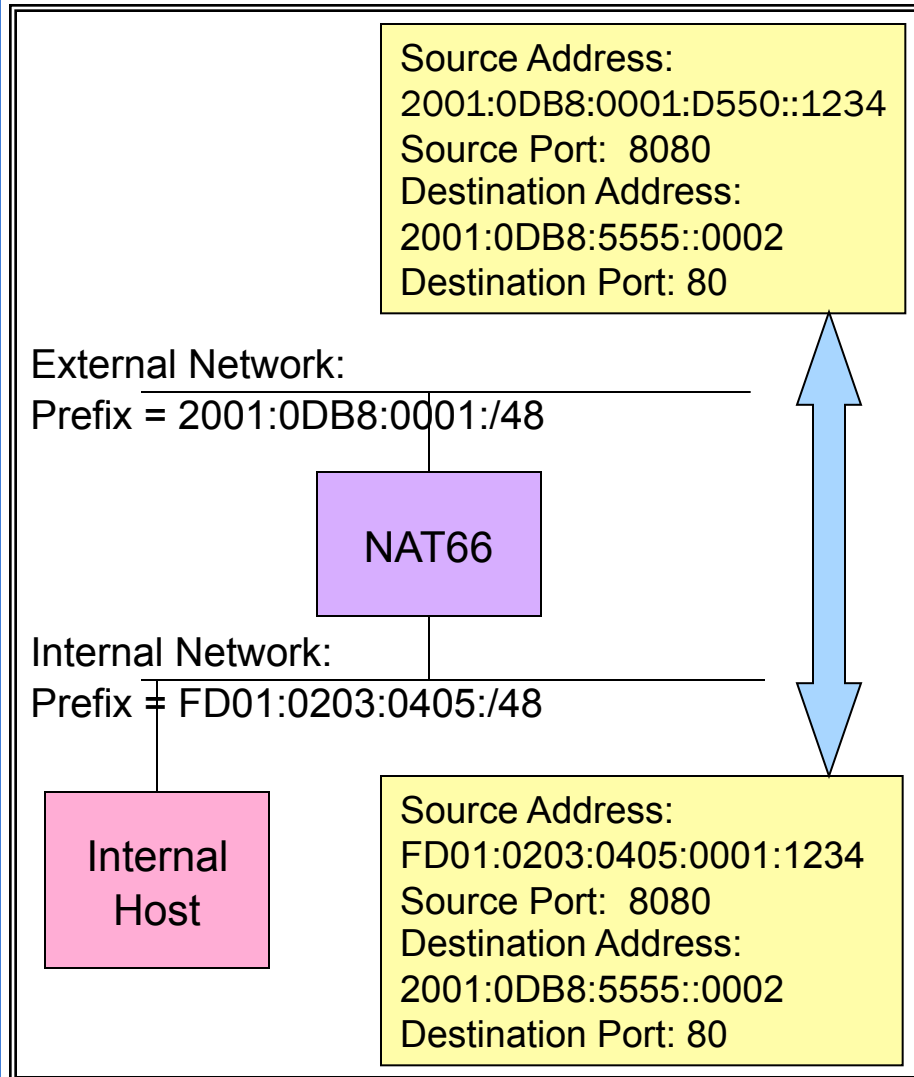 Source Address:
2001:0DB8:0001:D550::1234
Source Port: 8080
Destination Address:
2001:0DB8:5555::0002
Destination Port: 80
External Network:
Prefix = 2001:0DB8:0001:/48
NAT66
Internal Network:
Prefix = FD01:0203:0405:/48
Internal
Host
Source Address:
FD01:0203:0405:0001:1234
Source Port: 8080
Destination Address:
2001:0DB8:5555::0002
Destination Port: 80